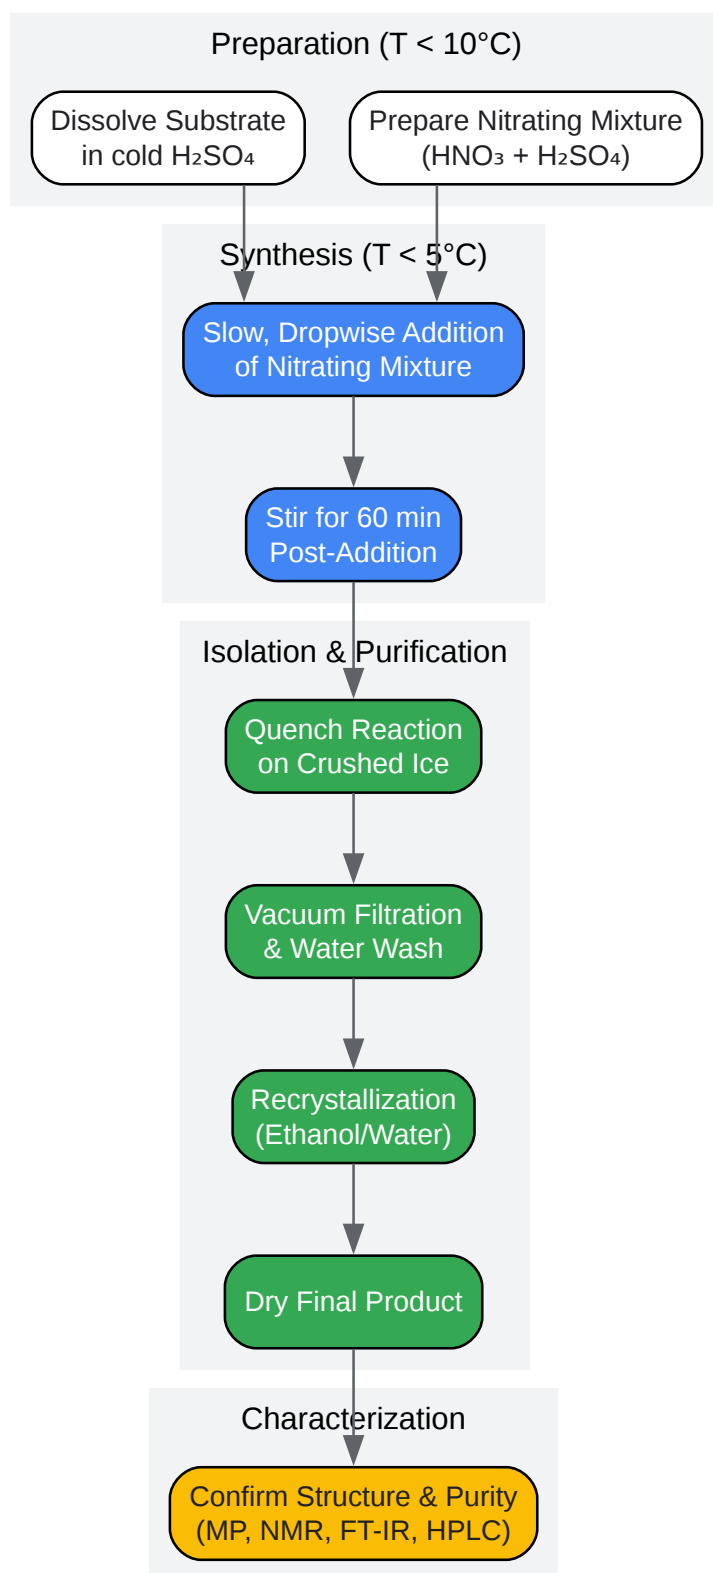 Preparation (T < 10°C)
Dissolve Substrate
in cold H₂SO₄
Prepare Nitrating Mixture
(HNO₃ + H₂SO₄)
Synthesis (T < 5°C)
Slow, Dropwise Addition
of Nitrating Mixture
Stir for 60 min
Post-Addition
Isolation & Purification
Quench Reaction
on Crushed Ice
Vacuum Filtration
& Water Wash
Recrystallization
(Ethanol/Water)
Dry Final Product
Characterization
Confirm Structure & Purity
(MP, NMR, FT-IR, HPLC)